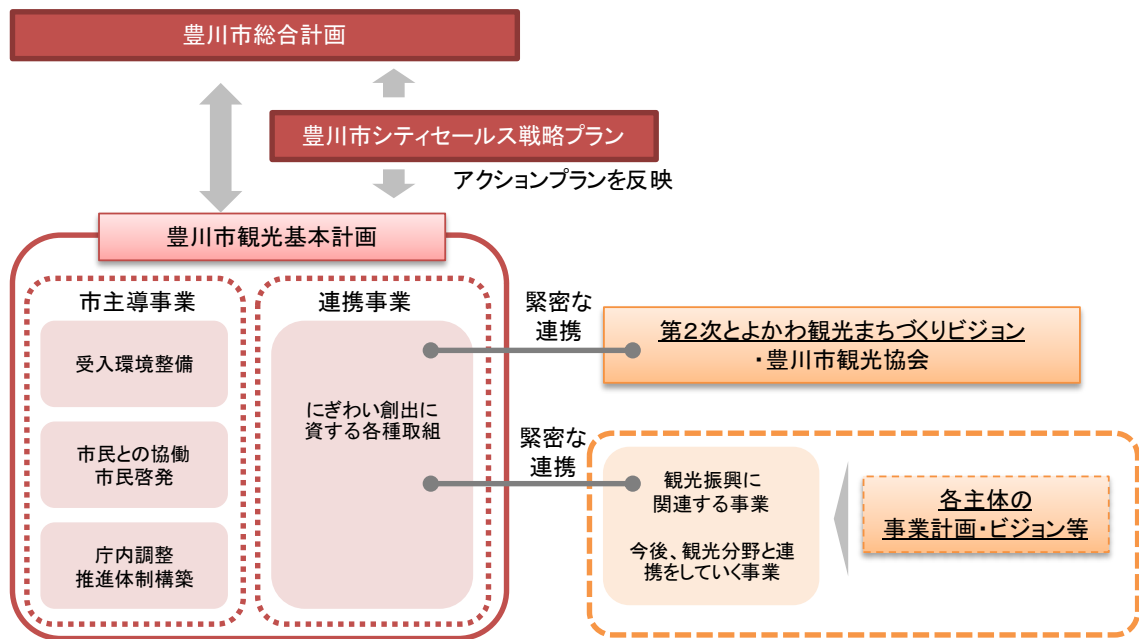 豊川市総合計画
豊川市シティセールス戦略プラン
アクションプランを反映
豊川市観光基本計画
市主導事業
受入環境整備
市民との協働
市民啓発
庁内調整
推進体制構築
連携事業
にぎわい創出に
資する各種取組
緊密な
連携
第２次とよかわ観光まちづくりビジョン
・豊川市観光協会
緊密な
連携
観光振興に
関連する事業
今後、観光分野と連
携をしていく事業
各主体の
事業計画・ビジョン等